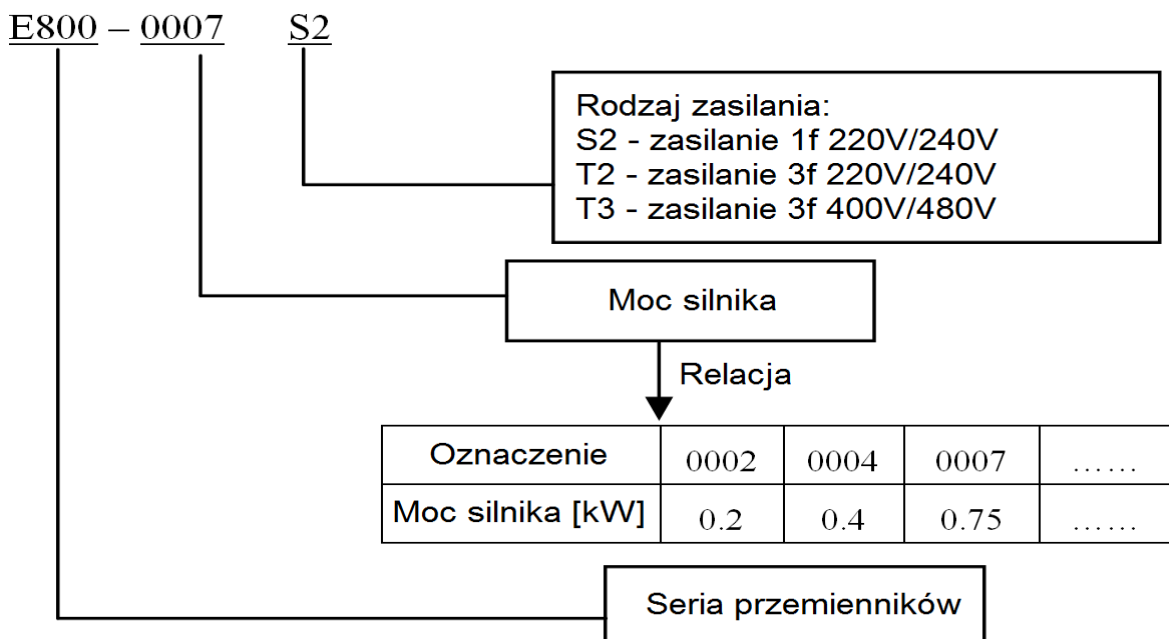 E800 – 0007 S2
Rodzaj zasilania:
S2 - zasilanie 1f 220V/240V
T2 - zasilanie 3f 220V/240V
T3 - zasilanie 3f 400V/480V
Moc silnika
Relacja
Oznaczenie 0002 0004 0007 ......
Moc silnika [kW] 0.2 0.4 0.75 ......
Seria przemienników